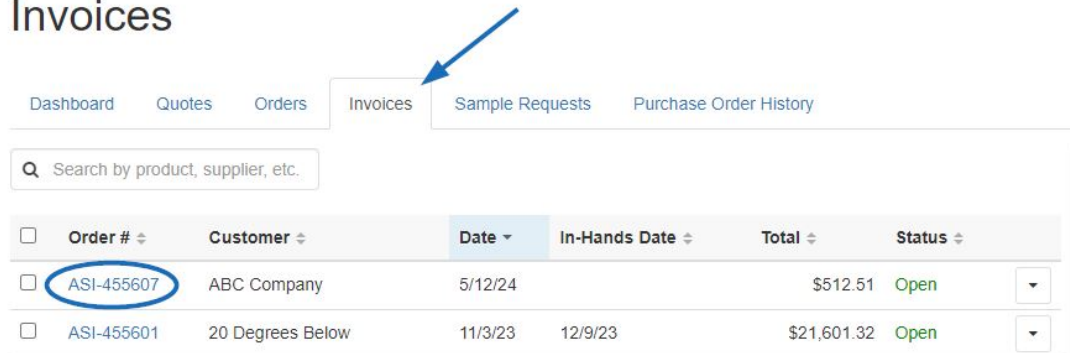 Invoices
Dashboard Quotes Orders Invoices Sample Requests Purchase Order History
Search by product, supplier, etc.
Order # Customer Date In-Hands Date Total Status
ASI-455607 ABC Company 5/12/24 $512.51 Open
ASI-455601 20 Degrees Below 11/3/23 12/9/23 $21,601.32 Open